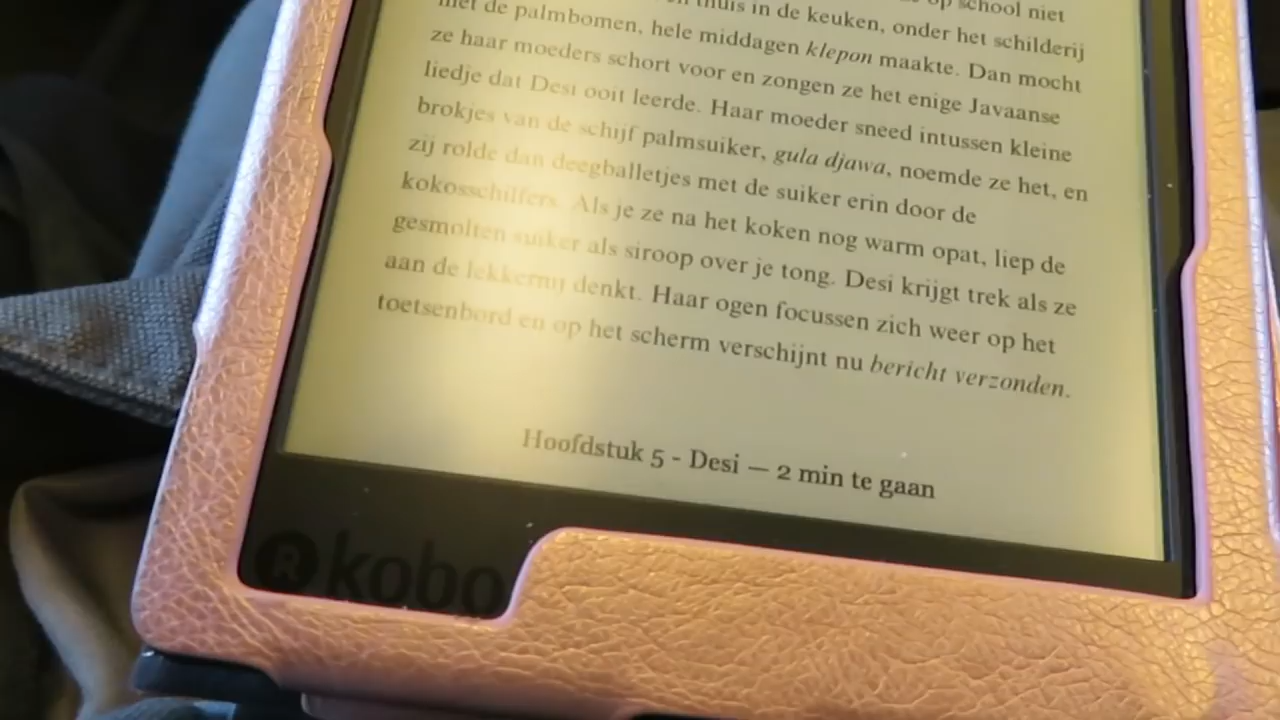 op school niet
met de palmbomen, thuis in de keuken, onder het schilderij
hele middagen klepon maakte. Dan mocht
ze haar moeders schort voor en zongen ze het enige Javaanse
liedje dat Desi ooit leerde. Haar moeder sneed intussen kleine
brokjes van de schijf palmsuiker, gula djawa, noemde ze het, en
zij rolde dan deegballetjes met de suiker erin door de
kokosschilfers. Als je ze na het koken nog warm opat, liep de
gesmolten suiker als siroop over je tong. Desi krijgt trek als ze
aan de lekkernij denkt. Haar ogen focussen zich weer op het
toetsenbord en op het scherm verschijnt nu bericht verzonden.
Hoofdstuk 5 - Desi — 2 min te gaan
R kobo